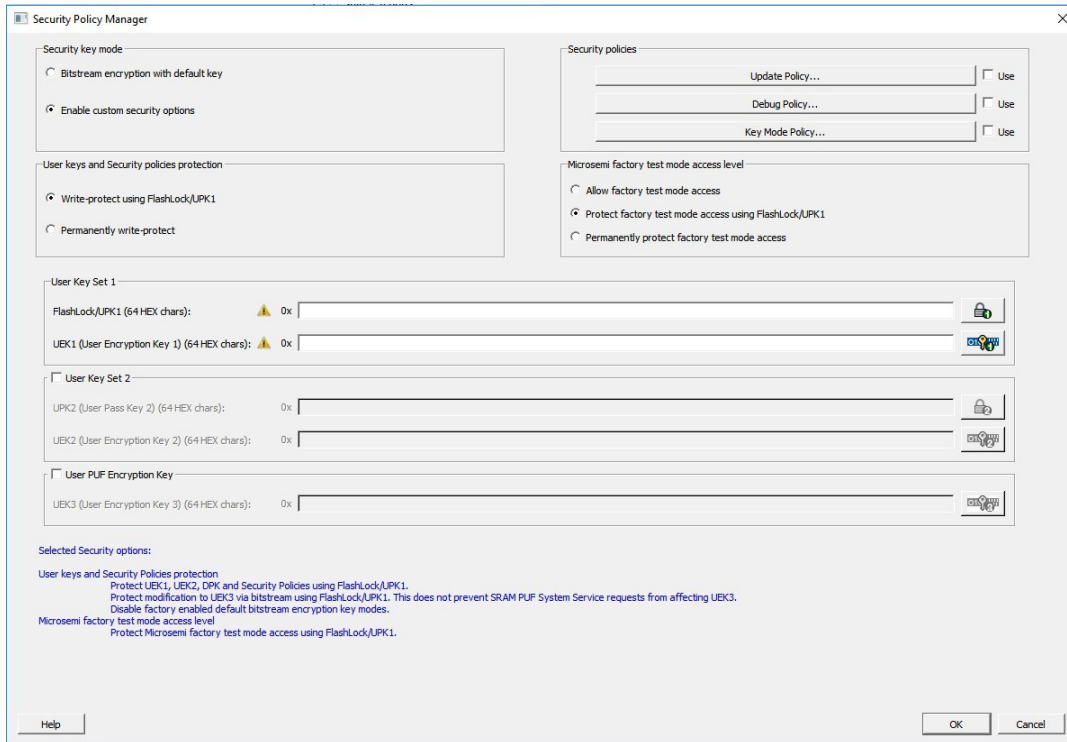 Security Policy Manager
Security key mode
Bitstream encryption with default key
Enable custom security options
Security policies
Update Policy...
Use
Debug Policy...
Use
Key Mode Policy...
Use
User keys and Security policies protection
Write-protect using FlashLock/UPK1
Permanently write-protect
Microsemi factory test mode access level
Allow factory test mode access
Protect factory test mode access using FlashLock/UPK1
Permanently protect factory test mode access
User Key Set 1
FlashLock/UPK1 (64 HEX chars): 0x
UEK1 (User Encryption Key 1) (64 HEX chars): 0x
User Key Set 2
UPK2 (User Pass Key 2) (64 HEX chars): 0x
UEK2 (User Encryption Key 2) (64 HEX chars): 0x
User PUF Encryption Key
UEK3 (User Encryption Key 3) (64 HEX chars): 0x
Selected Security options:
User keys and Security Policies protection
Protect UEK1, UEK2, DPK and Security Policies using FlashLock/UPK1.
Protect modification to UEK3 via bitstream using FlashLock/UPK1. This does not prevent SRAM PUF System Service requests from affecting UEK3.
Disable factory enabled default bitstream encryption key modes.
Microsemi factory test mode access level
Protect Microsemi factory test mode access using FlashLock/UPK1.
Help
OK
Cancel